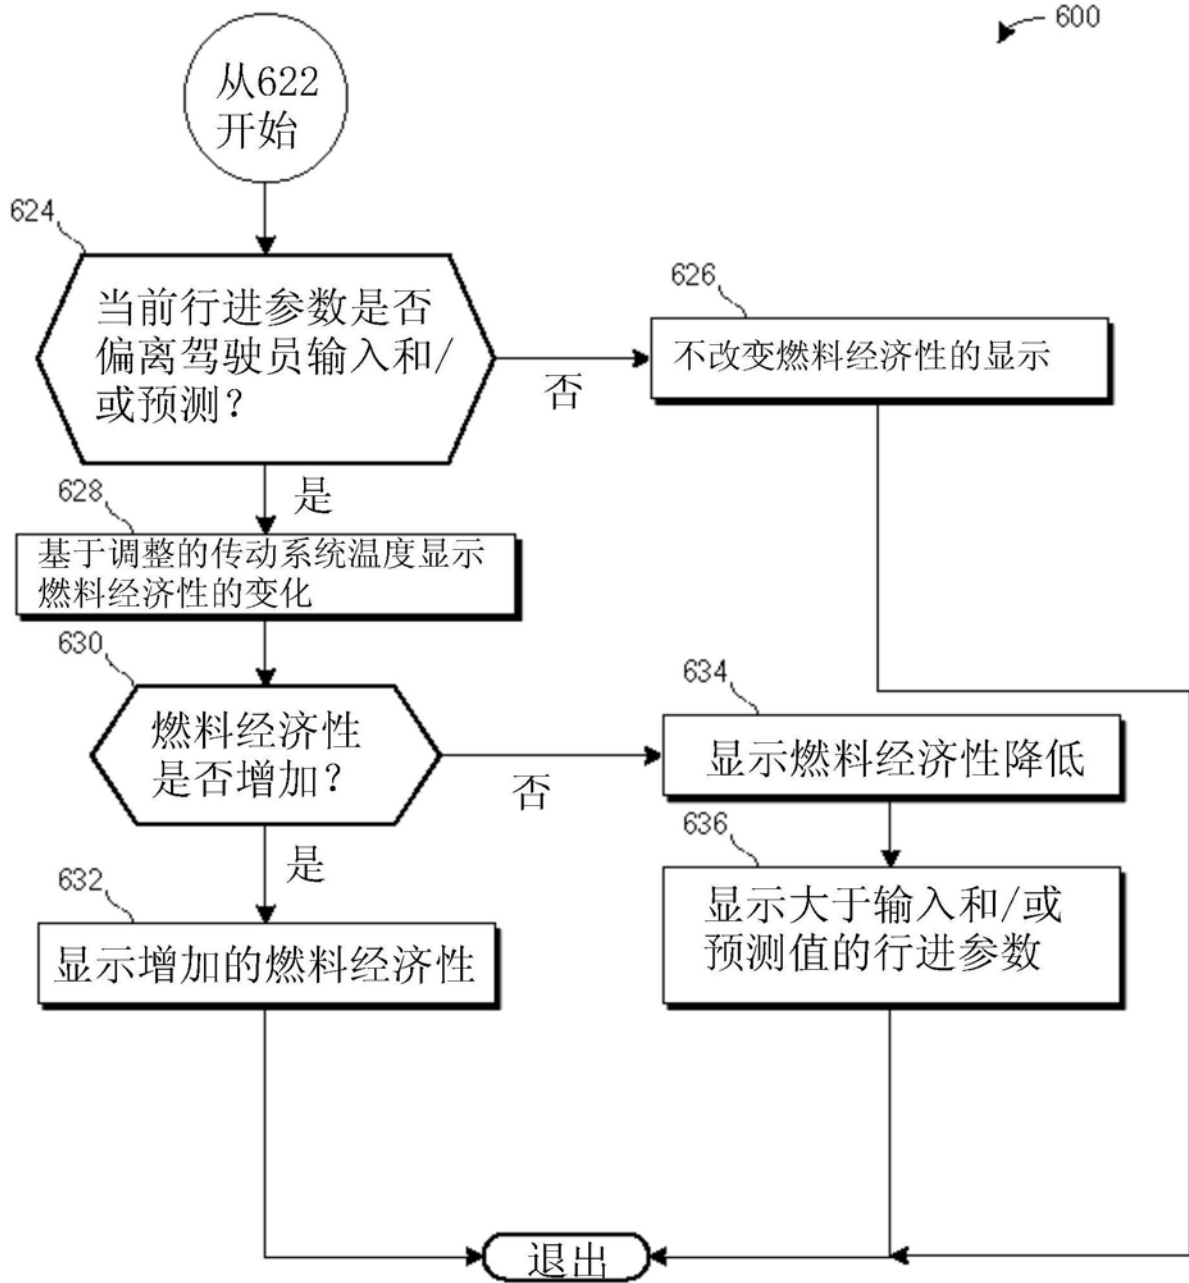 600
从622
开始
624
当前行进参数是否
偏离驾驶员输入和/
或预测?
否
626
不改变燃料经济性的显示
是
628
基于调整的传动系统温度显示
燃料经济性的变化
630
燃料经济性
是否增加?
否
634
显示燃料经济性降低
是
636
显示大于输入和/或
预测值的行进参数
632
显示增加的燃料经济性
退出